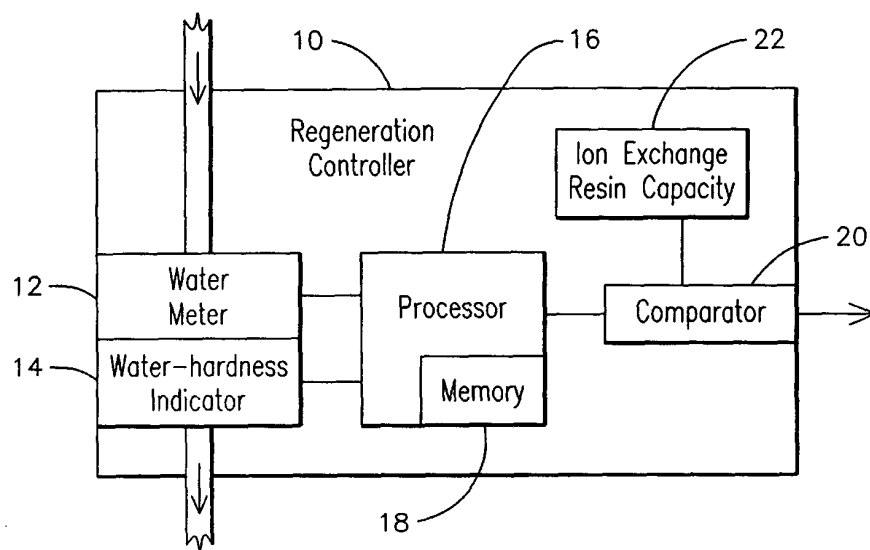 10
16
22
Regeneration
Controller
Ion Exchange
Resin Capacity
20
12
Water
Meter
Processor
Comparator
14
Water-hardness
Indicator
Memory
18